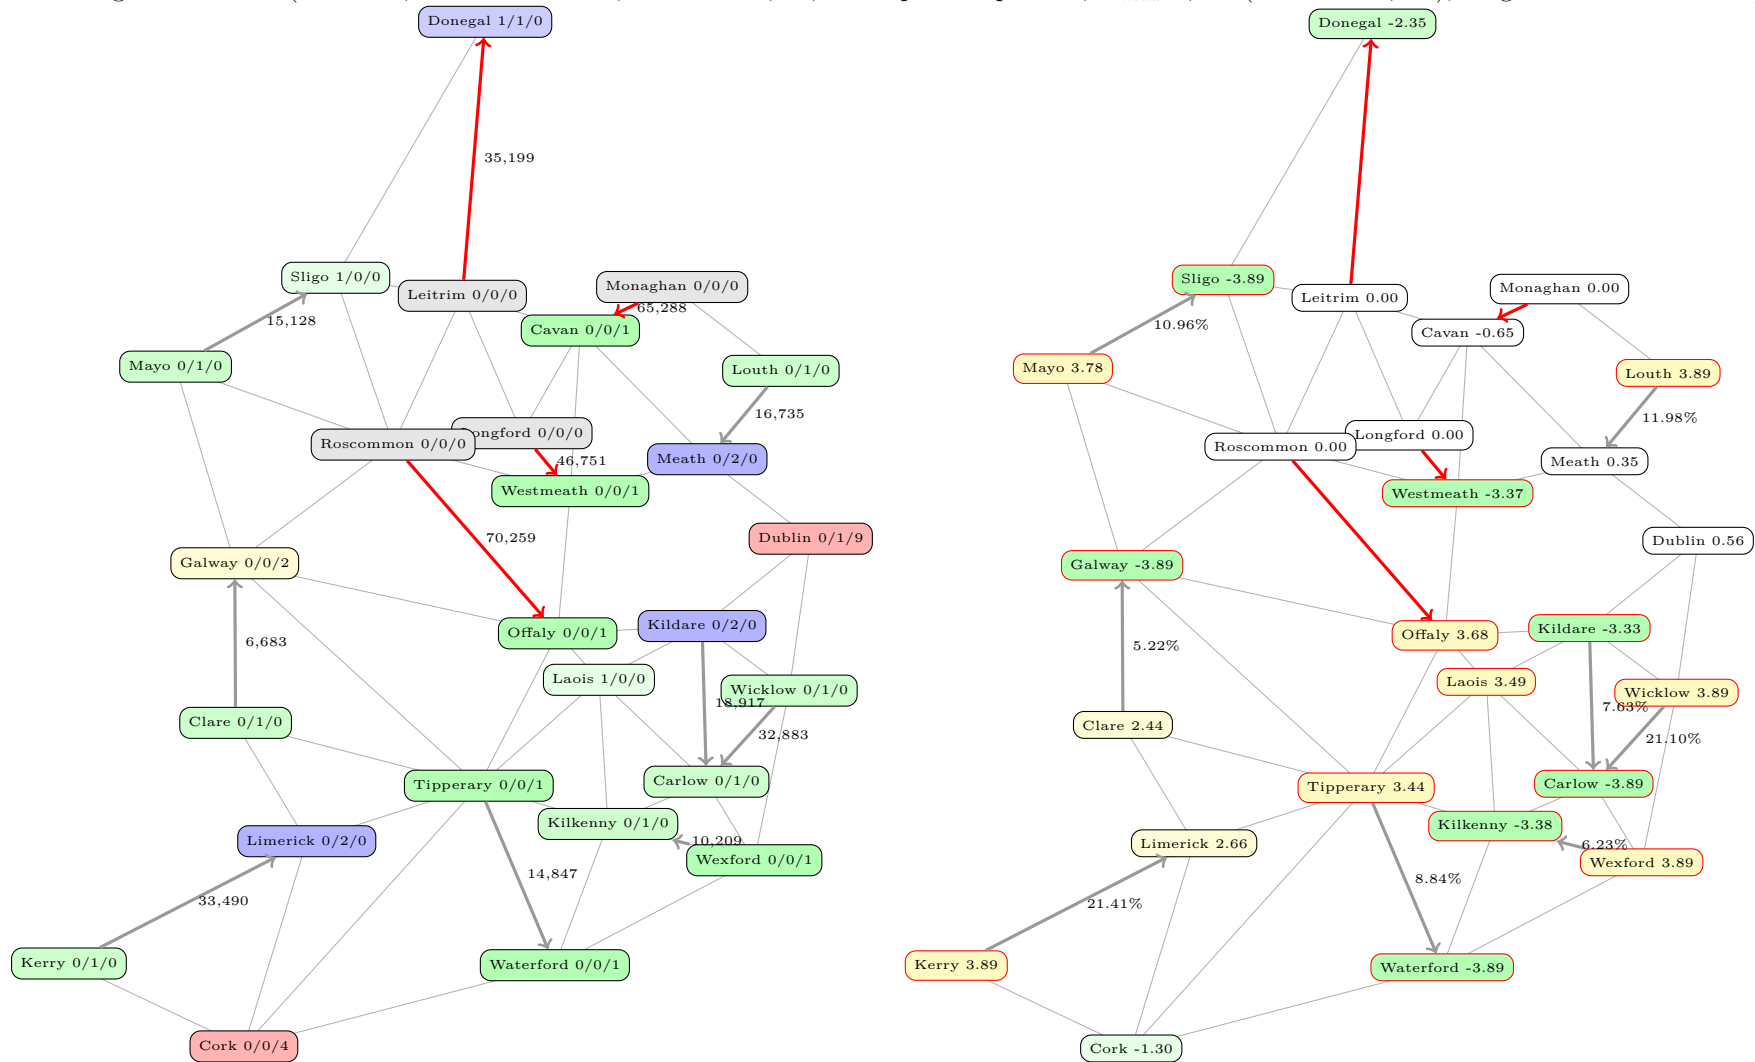 Donegal 1/1/0
35,199
Sligo 1/0/0
Leitrim 0/0/0
Monaghan 0/0/0
65,288
15,128
Cavan 0/0/1
Mayo 0/1/0
Louth 0/1/0
16,735
Roscommon 0/0/0
Longford 0/0/0
46,751
Meath 0/2/0
Westmeath 0/0/1
70,259
Dublin 0/1/9
Galway 0/0/2
Offaly 0/0/1
Kildare 0/2/0
6,683
Laois 1/0/0
Wicklow 0/1/0
18,917
Clare 0/1/0
32,883
Tipperary 0/0/1
Carlow 0/1/0
Kilkenny 0/1/0
Limerick 0/2/0
10,209
Wexford 0/0/1
14,847
33,490
Kerry 0/1/0
Waterford 0/0/1
Cork 0/0/4
Donegal -2.35
Sligo -3.89
Leitrim 0.00
Monaghan 0.00
10.96%
Cavan -0.65
Mayo 3.78
Louth 3.89
11.98%
Roscommon 0.00
Longford 0.00
Meath 0.35
Westmeath -3.37
Dublin 0.56
Galway -3.89
Offaly 3.68
Kildare -3.33
5.22%
Laois 3.49
Wicklow 3.89
7.63%
Clare 2.44
21.10%
Tipperary 3.44
Carlow -3.89
Kilkenny -3.38
Limerick 2.66
6.23%
Wexford 3.89
8.84%
21.41%
Kerry 3.89
Waterford -3.89
Cork -1.30